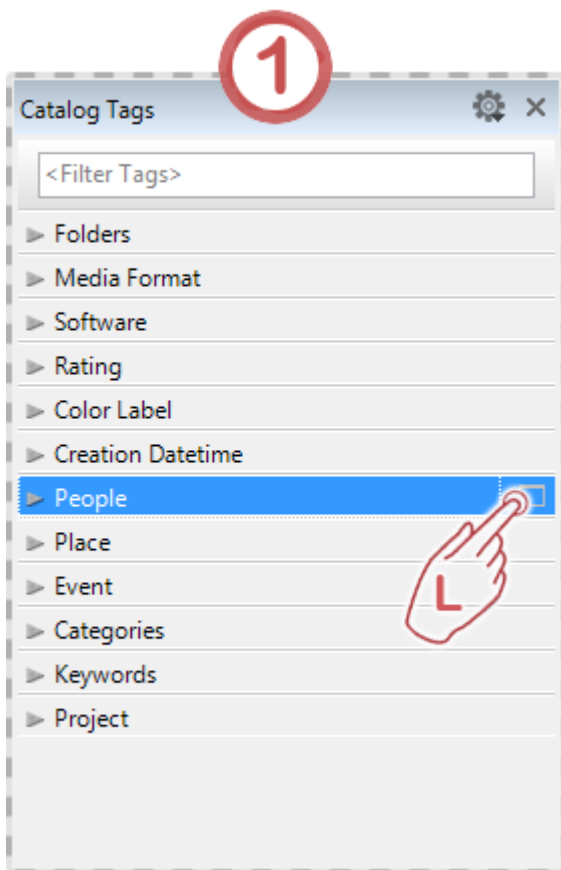 1
Catalog Tags
<Filter Tags>
Folders
Media Format
Software
Rating
Color Label
Creation Datetime
People
Place
L
Event
Categories
Keywords
Project